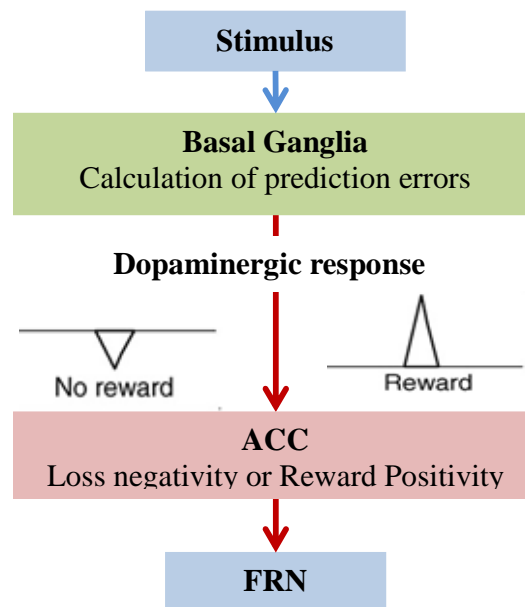 Stimulus
Basal Ganglia
Calculation of prediction errors
Dopaminergic response
No reward
Reward
ACC
Loss negativity or Reward Positivity
FRN